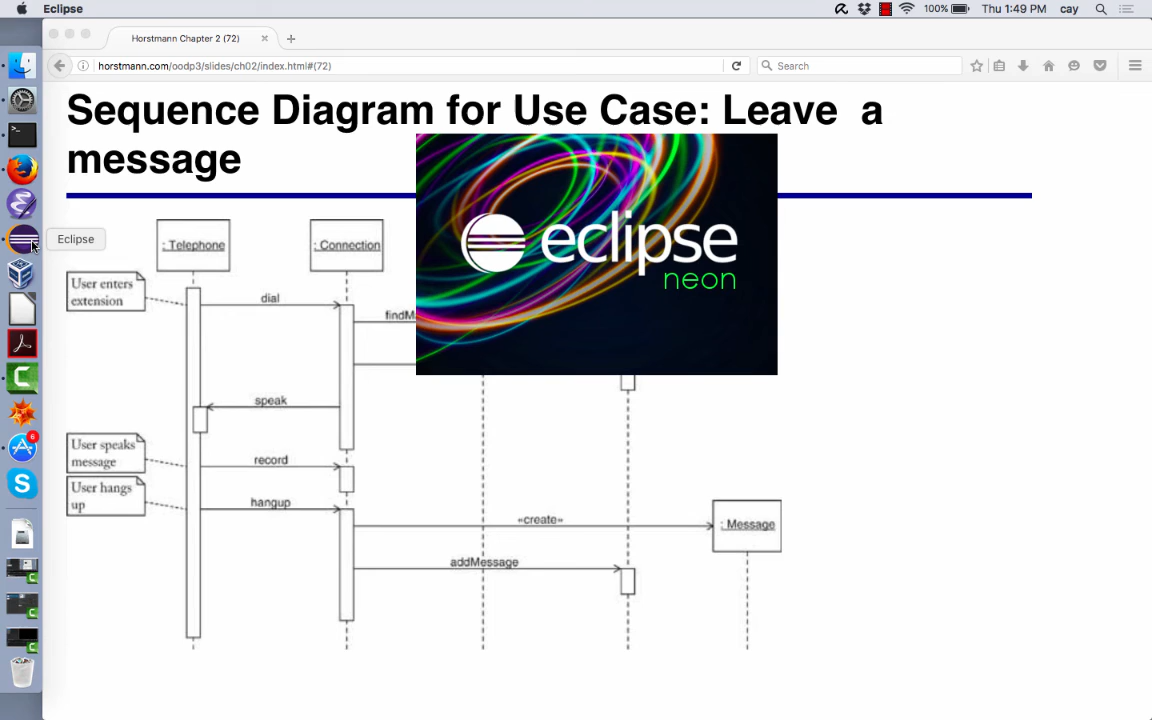 Eclipse
100%
Thu 1:49 PM
cay
Horstmann Chapter 2 (72)
horstmann.com/oodp3/slides/ch02/index.html#(72)
Search
Sequence Diagram for Use Case: Leave a
message
eclipse
neon
Eclipse
: Telephone
: Connection
User enters
extension
dial
findM
speak
User speaks
message
record
User hangs
up
hangup
«create»
: Message
addMessage
6